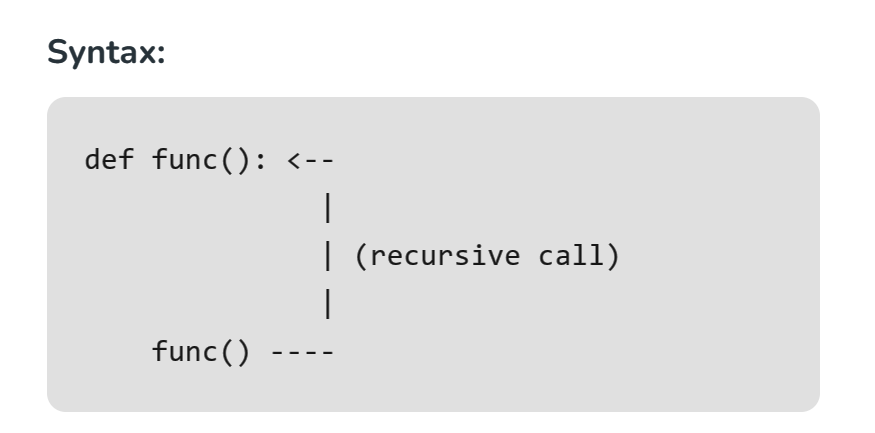 Syntax:
def func(): <--
              |
              | (recursive call)
              |
    func() ----